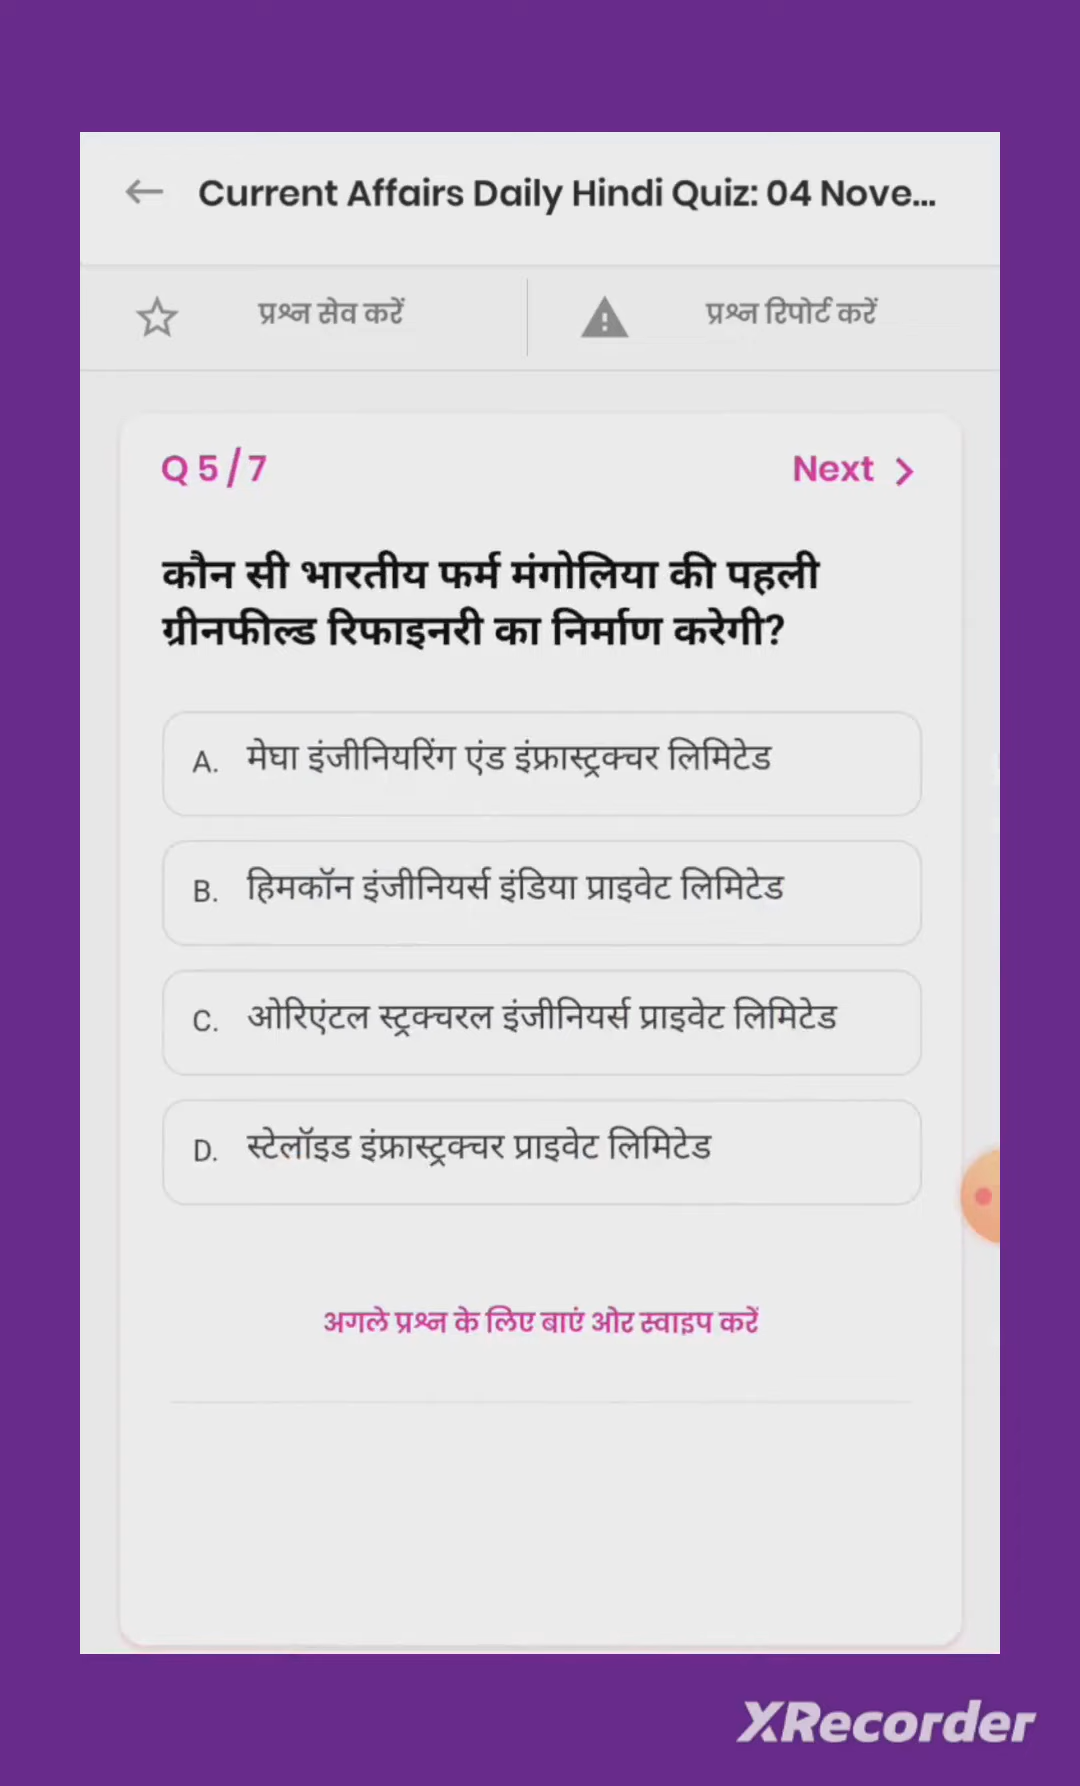 Current Affairs Daily Hindi Quiz: 04 Nove...
प्रश्न सेव करें
प्रश्न रिपोर्ट करें
Q 5 / 7
Next
कौन सी भारतीय फर्म मंगोलिया की पहली
ग्रीनफील्ड रिफाइनरी का निर्माण करेगी?
A. मेघा इंजीनियरिंग एंड इंफ्रास्ट्रक्चर लिमिटेड
B. हिमकॉन इंजीनियर्स इंडिया प्राइवेट लिमिटेड
C. ओरिएंटल स्ट्रक्चरल इंजीनियर्स प्राइवेट लिमिटेड
D. स्टेलॉइड इंफ्रास्ट्रक्चर प्राइवेट लिमिटेड
अगले प्रश्न के लिए बाएं ओर स्वाइप करें
XRecorder